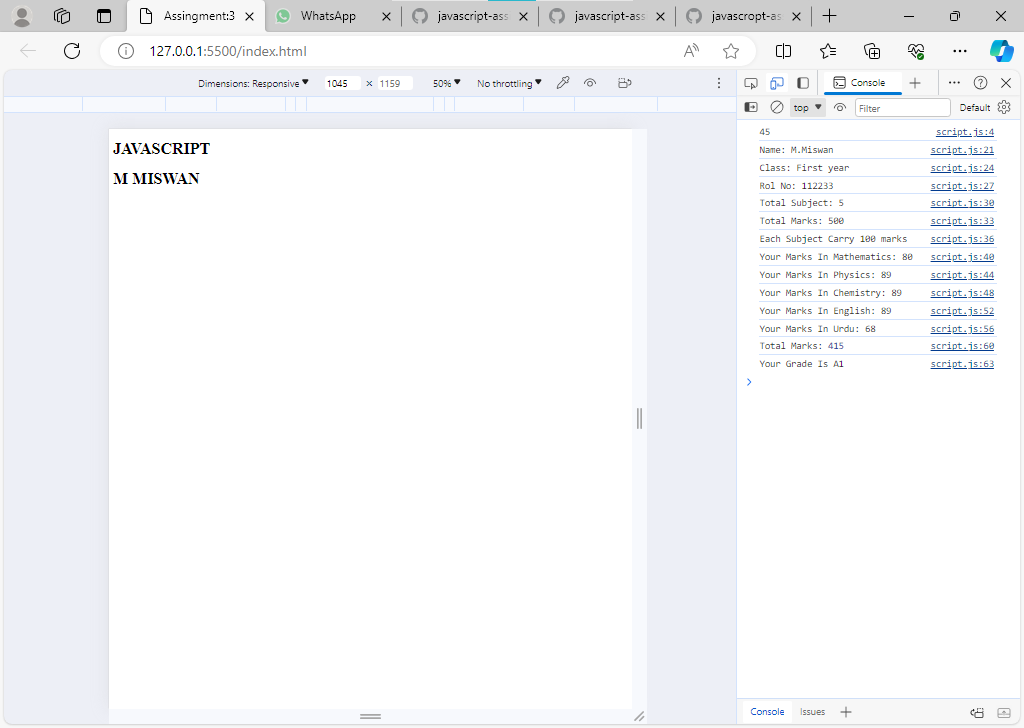 Assingment:3
WhatsApp
javascript-ass
javascript-ass
javascropt-as
127.0.0.1:5500/index.html
Dimensions: Responsive 1045 × 1159 50% No throttling
Console
top Filter Default
JAVASCRIPT
M MISWAN
45 script.js:4
Name: M.Miswan script.js:21
Class: First year script.js:24
Rol No: 112233 script.js:27
Total Subject: 5 script.js:30
Total Marks: 500 script.js:33
Each Subject Carry 100 marks script.js:36
Your Marks In Mathematics: 80 script.js:40
Your Marks In Physics: 89 script.js:44
Your Marks In Chemistry: 89 script.js:48
Your Marks In English: 89 script.js:52
Your Marks In Urdu: 68 script.js:56
Total Marks: 415 script.js:60
Your Grade Is A1 script.js:63
Console Issues